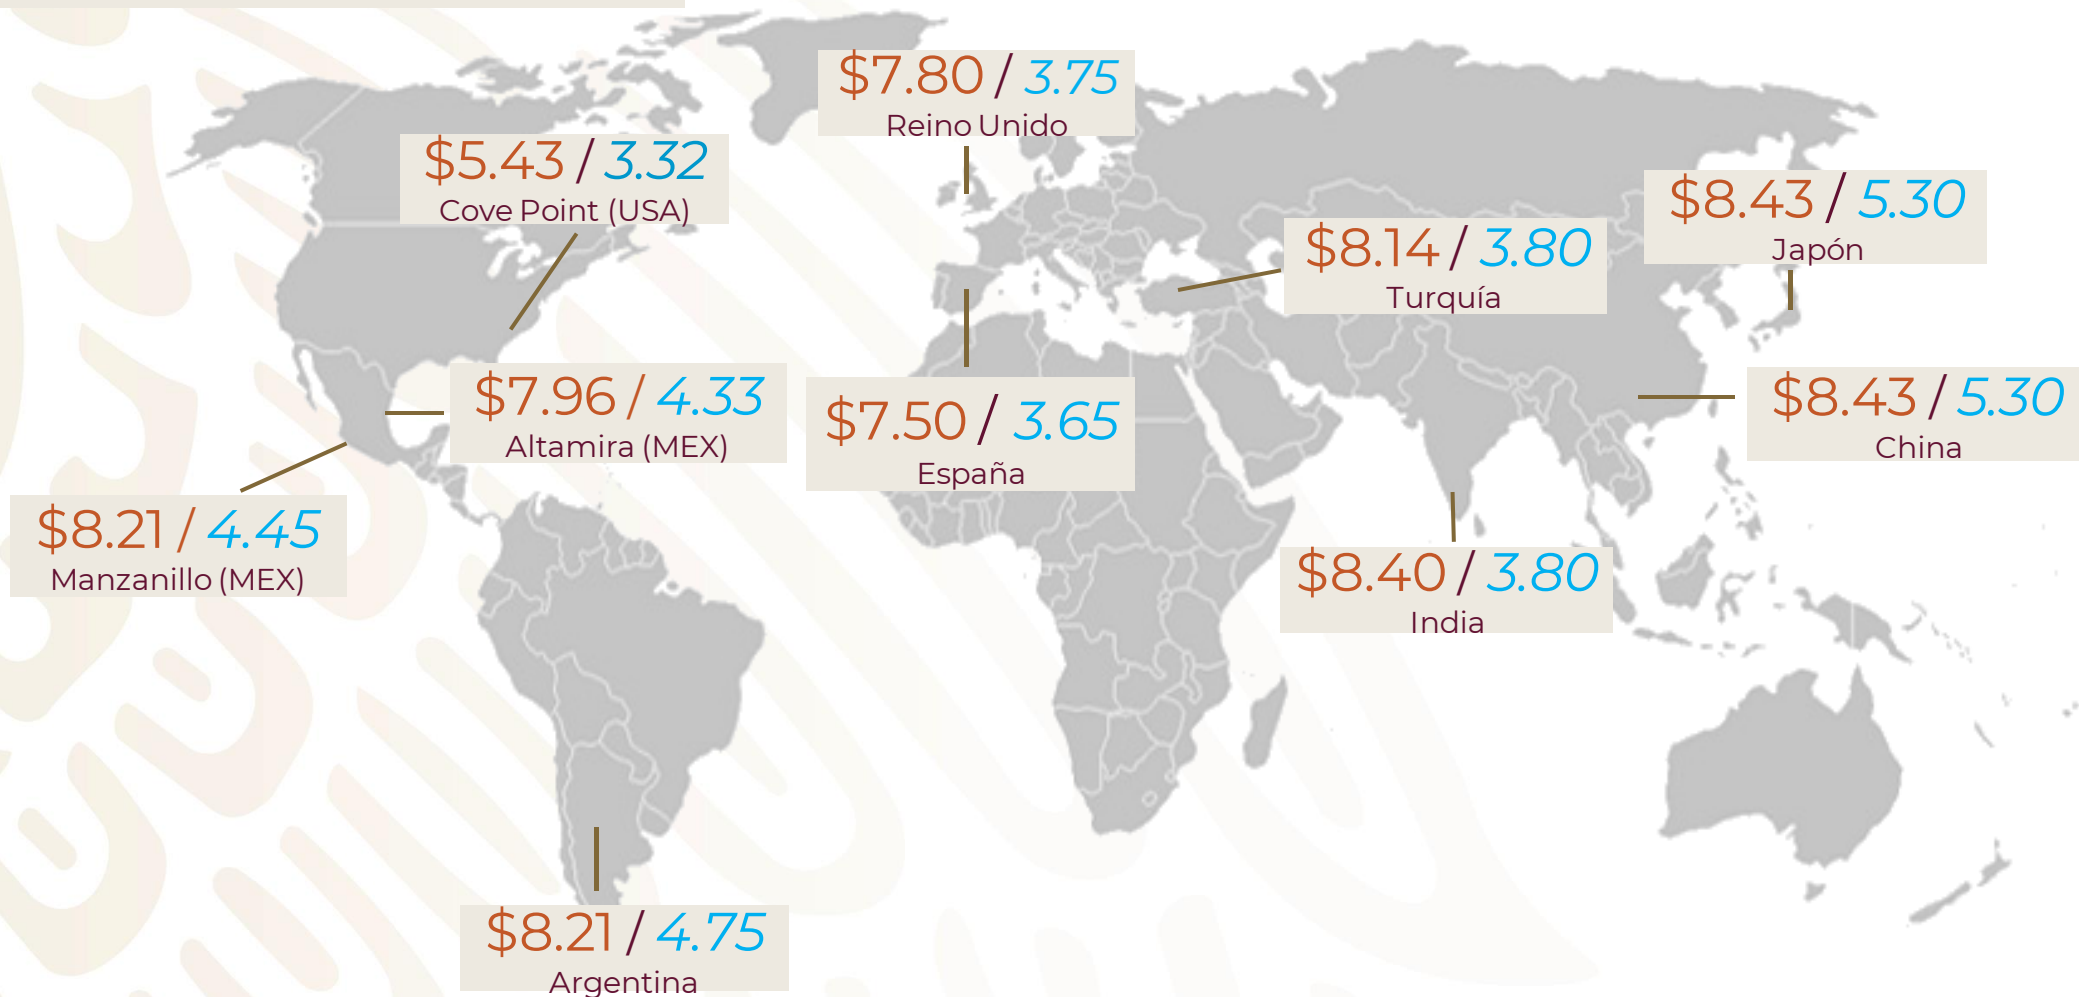 $7.80 / 3.75
Reino Unido
$5.43 / 3.32
Cove Point (USA)
$8.43 / 5.30
Japón
$8.14 / 3.80
Turquía
$7.96 / 4.33
Altamira (MEX)
$7.50 / 3.65
España
$8.43 / 5.30
China
$8.21 / 4.45
Manzanillo (MEX)
$8.40 / 3.80
India
$8.21 / 4.75
Argentina